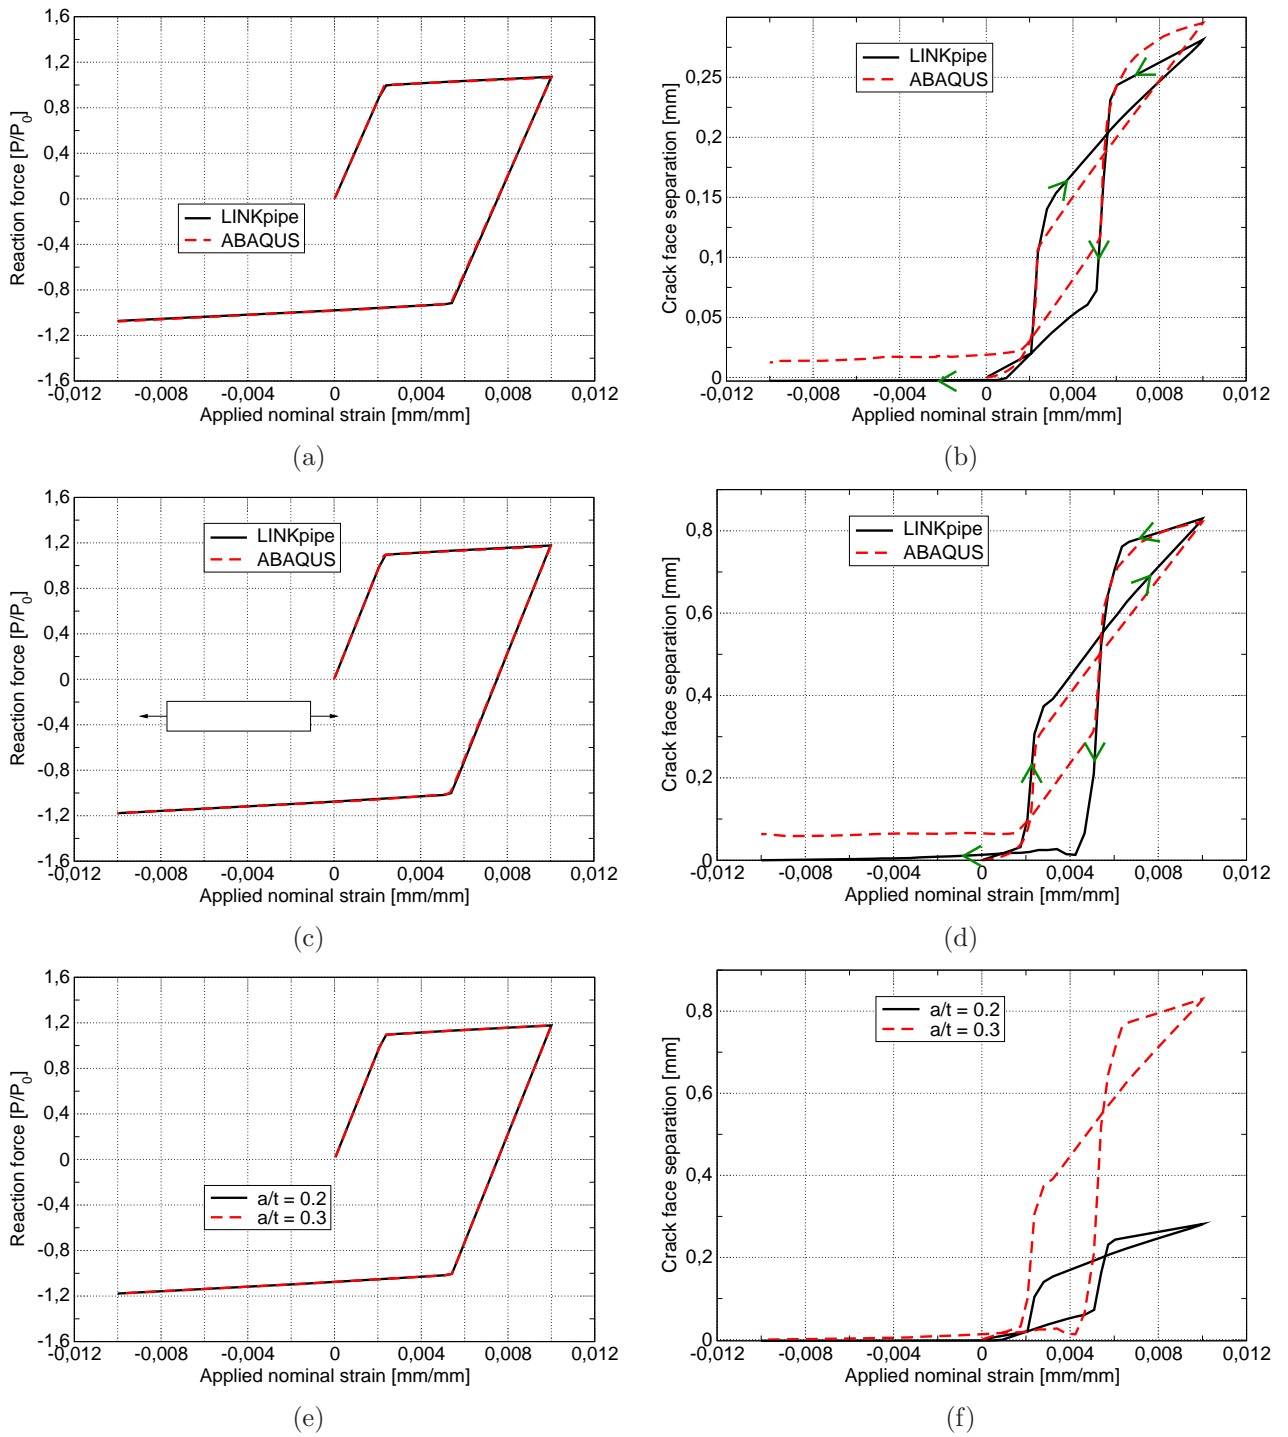 1,6
1,2
0,8
0,4
0
-0,4
-0,8
-1,2
-1,6
-0,012 -0,008 -0,004 0 0,004 0,008 0,012
Applied nominal strain [mm/mm]
Reaction force [P/P0]
LINKpipe
ABAQUS
(a)
0,25
0,2
0,15
0,1
0,05
0
-0,012 -0,008 -0,004 0 0,004 0,008 0,012
Applied nominal strain [mm/mm]
Crack face separation [mm]
LINKpipe
ABAQUS
(b)
1,6
1,2
0,8
0,4
0
-0,4
-0,8
-1,2
-1,6
-0,012 -0,008 -0,004 0 0,004 0,008 0,012
Applied nominal strain [mm/mm]
Reaction force [P/P0]
LINKpipe
ABAQUS
(c)
0,8
0,6
0,4
0,2
0
-0,012 -0,008 -0,004 0 0,004 0,008 0,012
Applied nominal strain [mm/mm]
Crack face separation [mm]
LINKpipe
ABAQUS
(d)
1,6
1,2
0,8
0,4
0
-0,4
-0,8
-1,2
-1,6
-0,012 -0,008 -0,004 0 0,004 0,008 0,012
Applied nominal strain [mm/mm]
Reaction force [P/P0]
a/t = 0.2
a/t = 0.3
(e)
0,8
0,6
0,4
0,2
0
-0,012 -0,008 -0,004 0 0,004 0,008 0,012
Applied nominal strain [mm/mm]
Crack face separation [mm]
a/t = 0.2
a/t = 0.3
(f)